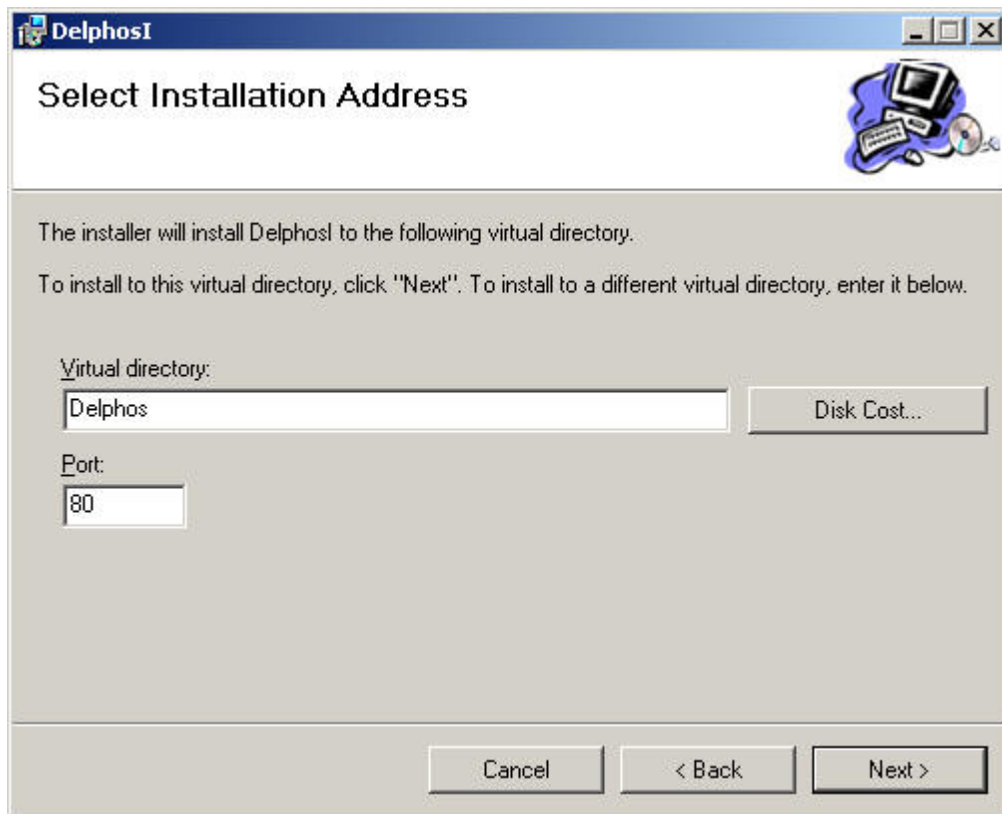 DelphosI
Select Installation Address
The installer will install DelphosI to the following virtual directory.
To install to this virtual directory, click "Next". To install to a different virtual directory, enter it below.
Virtual directory:
Delphos
Disk Cost...
Port:
80
Cancel
< Back
Next >